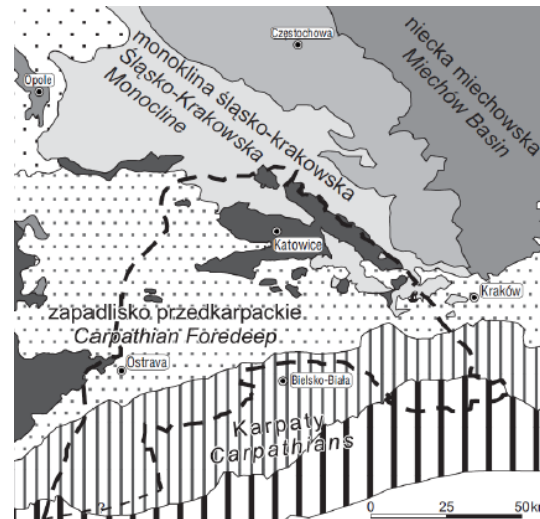 Częstochowa
Opole
monoklina śląsko-krakowska
Śląsko-Krakowska
Monocline
niecka miechowska
Miechów Basin
Katowice
Kraków
zapadlisko przedkarpackie
Carpathian Foredeep
Ostrava
Bielsko-Biała
Karpaty
Carpathians
?
0 25 50 km